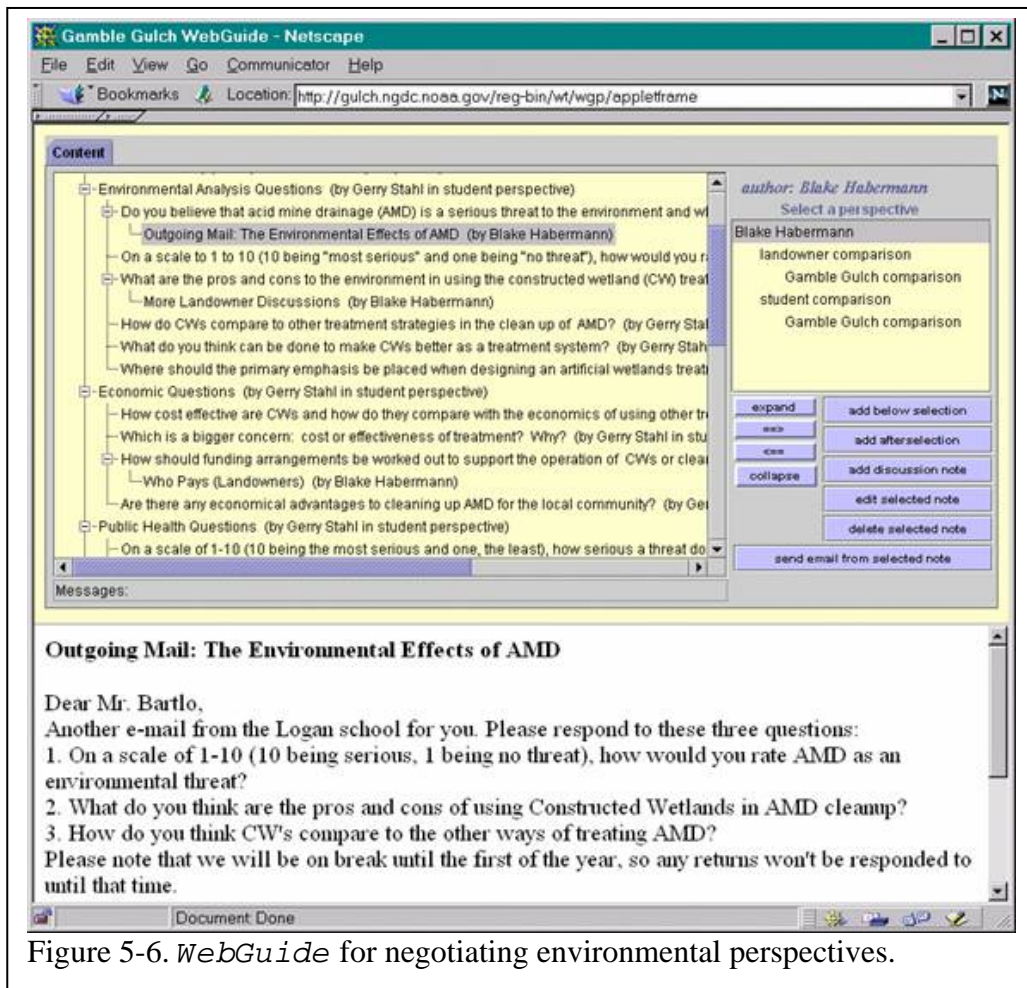 Gamble Gulch WebGuide - Netscape
File Edit View Go Communicator Help
Bookmarks Location: http://gulch.ngdc.noaa.gov/reg-bin/wt/wgp/appletframe
Content
Environmental Analysis Questions (by Gerry Stahl in student perspective)
Do you believe that acid mine drainage (AMD) is a serious threat to the environment and wl
Outgoing Mail: The Environmental Effects of AMD (by Blake Habermann)
On a scale to 1 to 10 (10 being "most serious" and one being "no threat"), how would you r
What are the pros and cons to the environment in using the constructed wetland (CW) treat
More Landowner Discussions (by Blake Habermann)
How do CWs compare to other treatment strategies in the clean up of AMD? (by Gerry Stal
What do you think can be done to make CWs better as a treatment system? (by Gerry Stah
Where should the primary emphasis be placed when designing an artificial wetlands treati
Economic Questions (by Gerry Stahl in student perspective)
How cost effective are CWs and how do they compare with the economics of using other tr
Which is a bigger concern: cost or effectiveness of treatment? Why? (by Gerry Stahl in stu
How should funding arrangements be worked out to support the operation of CWs or clear
Who Pays (Landowners) (by Blake Habermann)
Are there any economical advantages to cleaning up AMD for the local community? (by Ger
Public Health Questions (by Gerry Stahl in student perspective)
On a scale of 1-10 (10 being the most serious and one, the least), how serious a threat do
Messages:
author: Blake Habermann
Select a perspective
Blake Habermann
landowner comparison
Gamble Gulch comparison
student comparison
Gamble Gulch comparison
expand
==>
<==
collapse
add below selection
add afterselection
add discussion note
edit selected note
delete selected note
send email from selected note
Outgoing Mail: The Environmental Effects of AMD
Dear Mr. Bartlo,
Another e-mail from the Logan school for you. Please respond to these three questions:
1. On a scale of 1-10 (10 being serious, 1 being no threat), how would you rate AMD as an
environmental threat?
2. What do you think are the pros and cons of using Constructed Wetlands in AMD cleanup?
3. How do you think CW's compare to the other ways of treating AMD?
Please note that we will be on break until the first of the year, so any returns won't be responded to
until that time.
Document: Done
Figure 5-6. WebGuide for negotiating environmental perspectives.